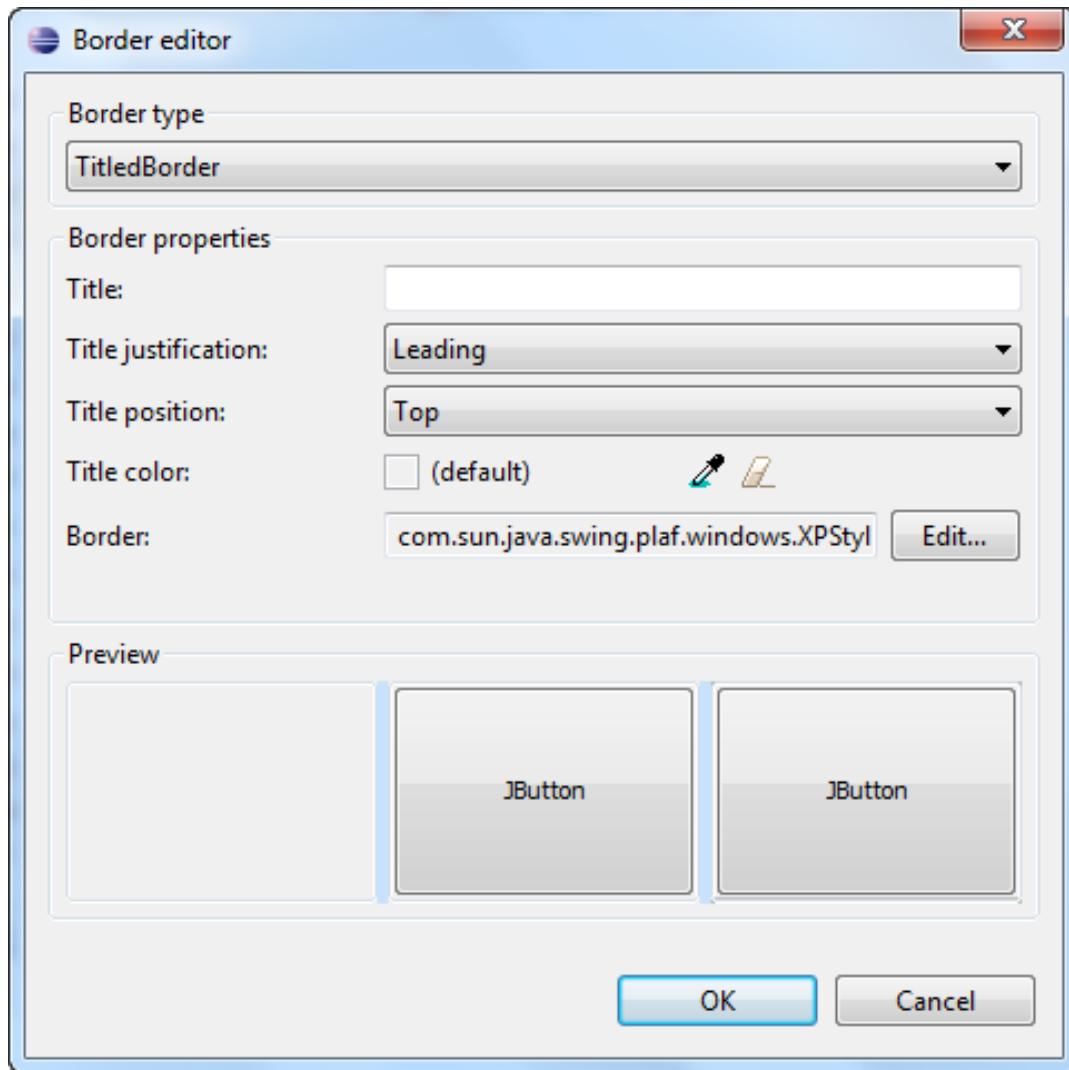 Border editor
Border type
TitledBorder
Border properties
Title:
Title justification: Leading
Title position: Top
Title color: (default)
Border: com.sun.java.swing.plaf.windows.XPStyl Edit...
Preview
JButton JButton
OK Cancel